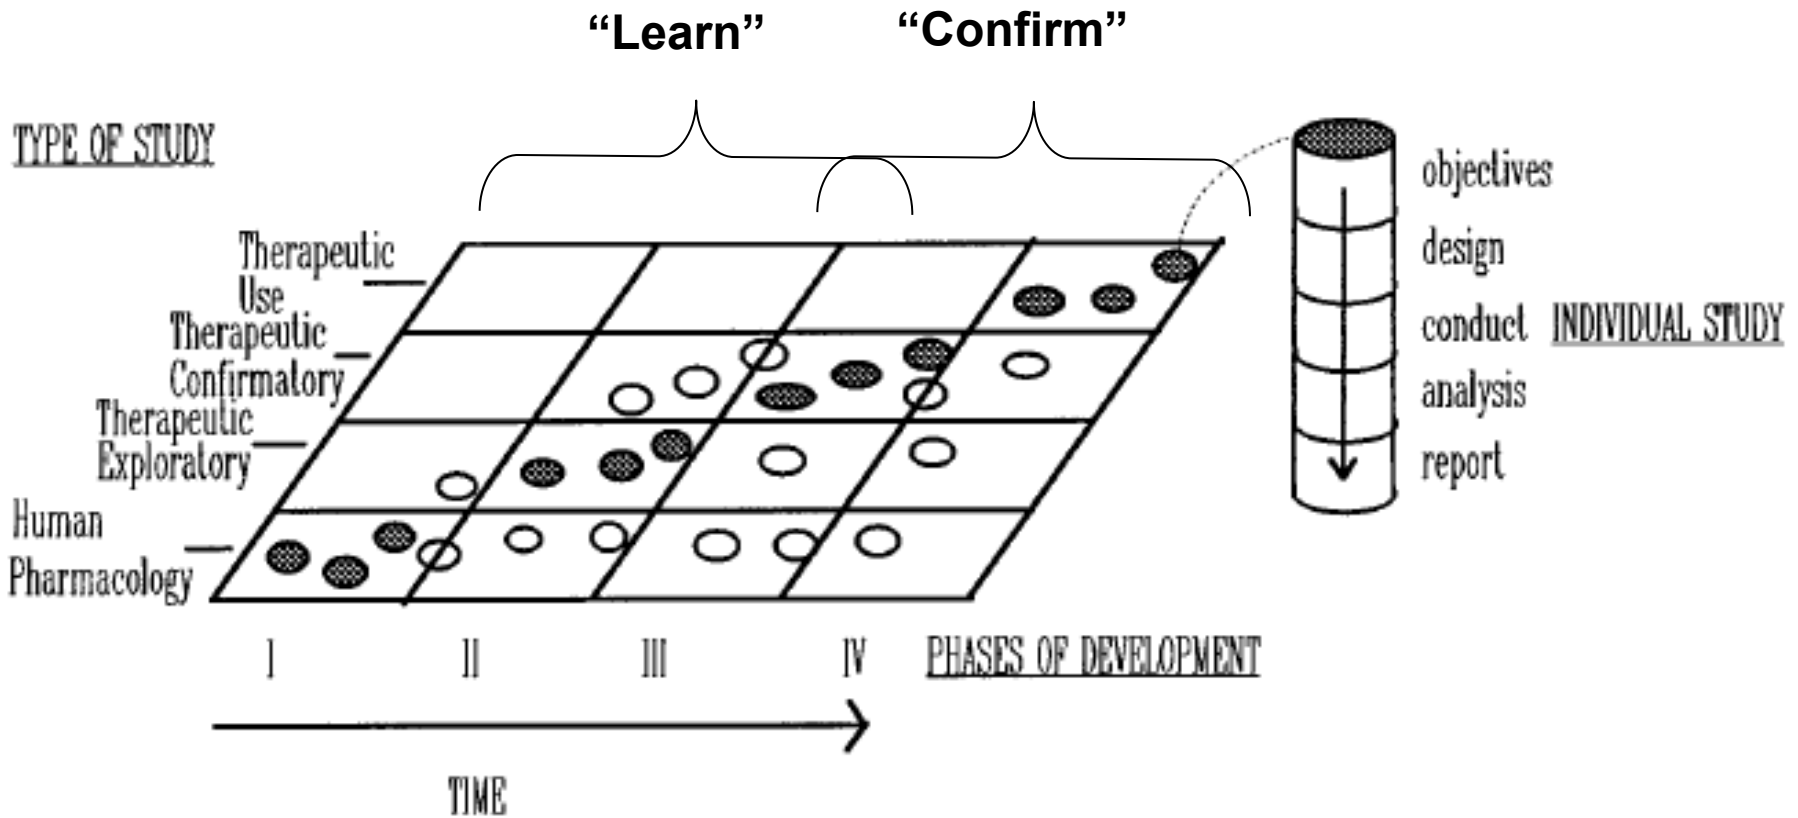 “Learn”
“Confirm”
TYPE OF STUDY
Therapeutic
Use
Therapeutic
Confirmatory
Therapeutic
Exploratory
Human
Pharmacology
objectives
design
conduct INDIVIDUAL STUDY
analysis
report
I II III IV PHASES OF DEVELOPMENT
TIME